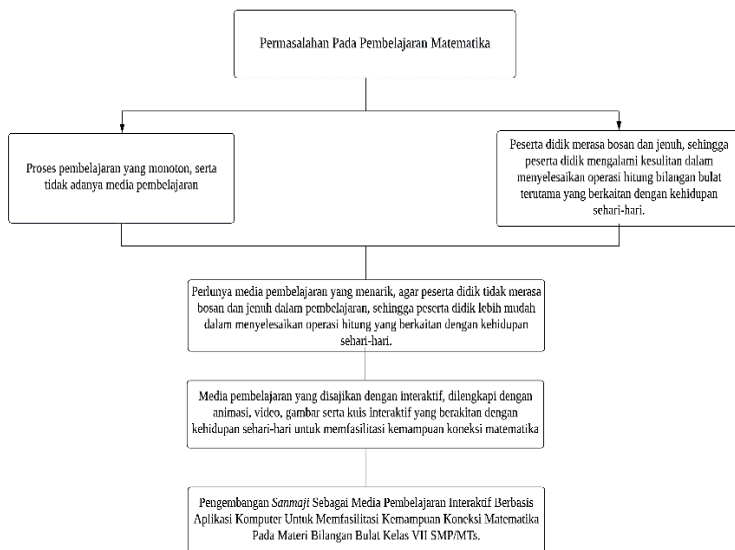 Permasalahan Pada Pembelajaran Matematika
Proses pembelajaran yang monoton, serta
tidak adanya media pembelajaran
Peserta didik merasa bosan dan jenuh, sehingga
peserta didik mengalami kesulitan dalam
menyelesaikan operasi hitung bilangan bulat
terutama yang berkaitan dengan kehidupan
sehari-hari.
Perlunya media pembelajaran yang menarik, agar peserta didik tidak merasa
bosan dan jenuh dalam pembelajaran, sehingga peserta didik lebih mudah
dalam menyelesaikan operasi hitung yang berkaitan dengan kehidupan
sehari-hari.
Media pembelajaran yang disajikan dengan interaktif, dilengkapi dengan
animasi, video, gambar serta kuis interaktif yang berakitan dengan
kehidupan sehari-hari untuk memfasilitasi kemampuan koneksi matematika
Pengembangan Sanmaji Sebagai Media Pembelajaran Interaktif Berbasis
Aplikasi Komputer Untuk Memfasilitasi Kemampuan Koneksi Matematika
Pada Materi Bilangan Bulat Kelas VII SMP/MTs.